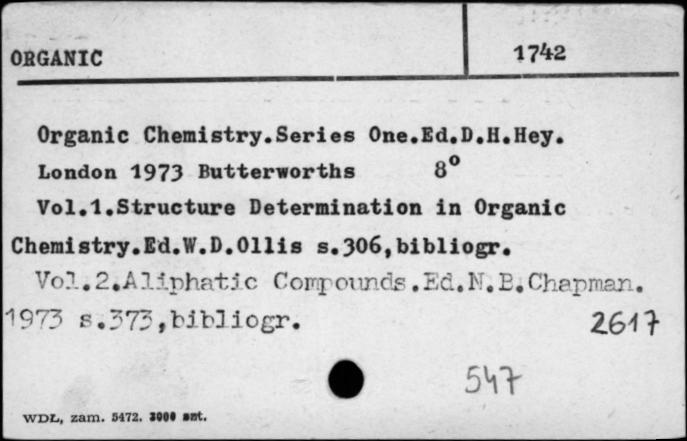 ORGANIC 1742
Organic Chemistry.Series One.Ed.D.H.Hey.
London 1973 Butterworths 8°
Vol.1.Structure Determination in Organic
Chemistry.Ed.W.D.Ollis s.306,bibliogr.
Vol.2.Aliphatic Compounds.Ed.N.B.Chapman.
1973 s.373,bibliogr. 2617
547
WDL, zam. 5472. 3000 szt.